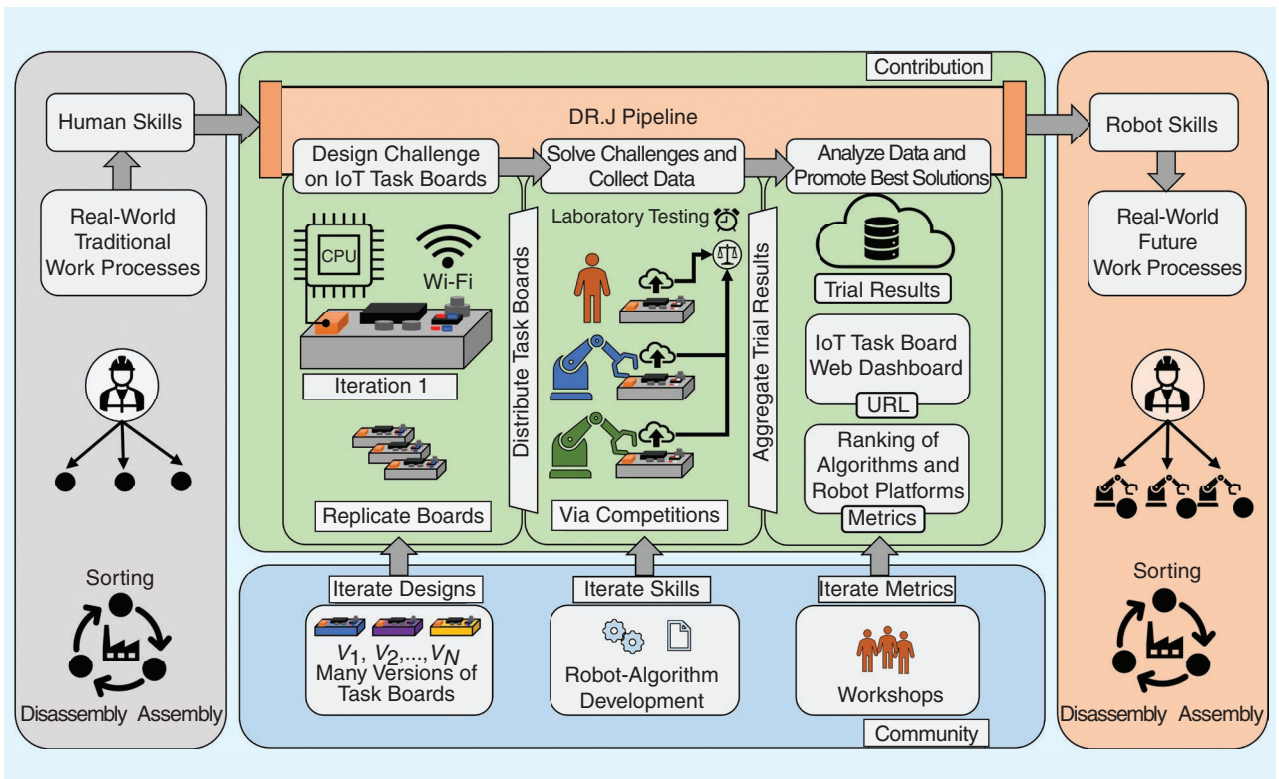 Contribution
DR.J Pipeline
Human Skills
Real-World
Traditional
Work Processes
Sorting
Disassembly Assembly
Design Challenge
on IoT Task Boards
CPU
Wi-Fi
Iteration 1
Replicate Boards
Distribute Task Boards
Solve Challenges and
Collect Data
Laboratory Testing
Via Competitions
Aggregate Trial Results
Analyze Data and
Promote Best Solutions
Trial Results
IoT Task Board
Web Dashboard
URL
Ranking of
Algorithms and
Robot Platforms
Metrics
Iterate Designs
V1, V2,..., VN
Many Versions of
Task Boards
Iterate Skills
Robot-Algorithm
Development
Iterate Metrics
Workshops
Community
Robot Skills
Real-World
Future
Work Processes
Sorting
Disassembly Assembly